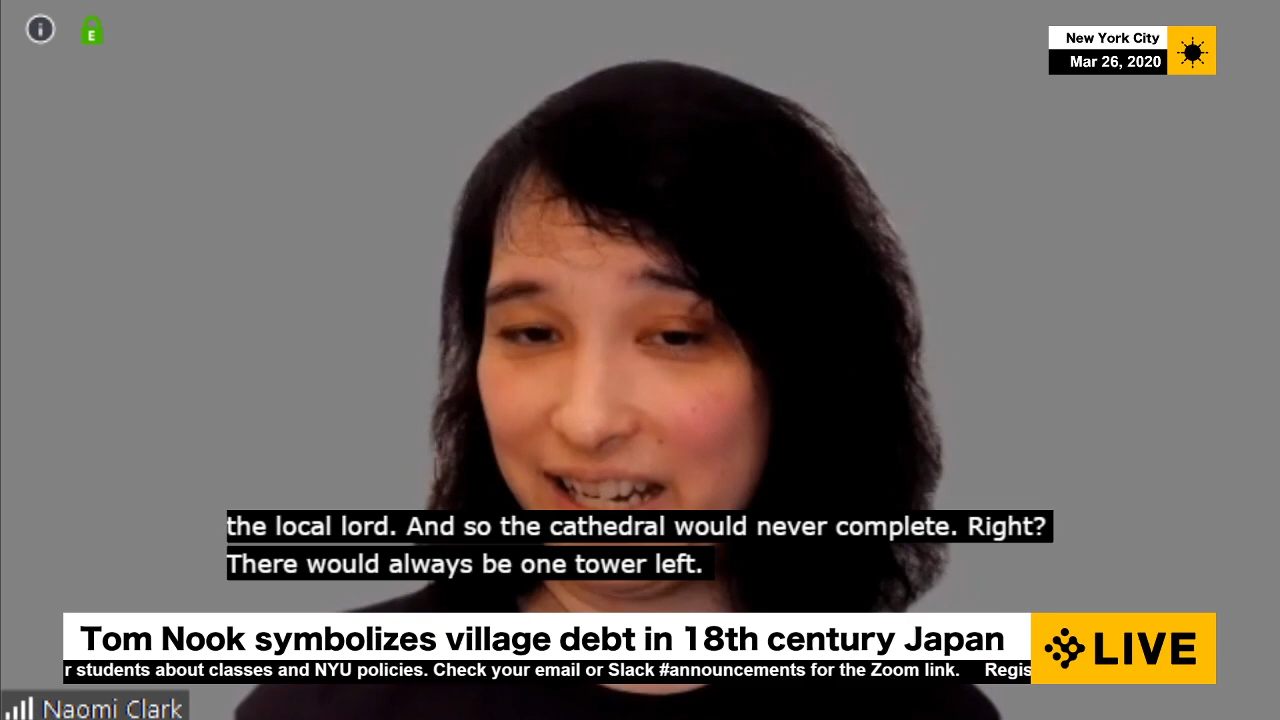 E
New York City
Mar 26, 2020
the local lord. And so the cathedral would never complete. Right?
There would always be one tower left.
Tom Nook symbolizes village debt in 18th century Japan
LIVE
r students about classes and NYU policies. Check your email or Slack #announcements for the Zoom link. Regis
Naomi Clark